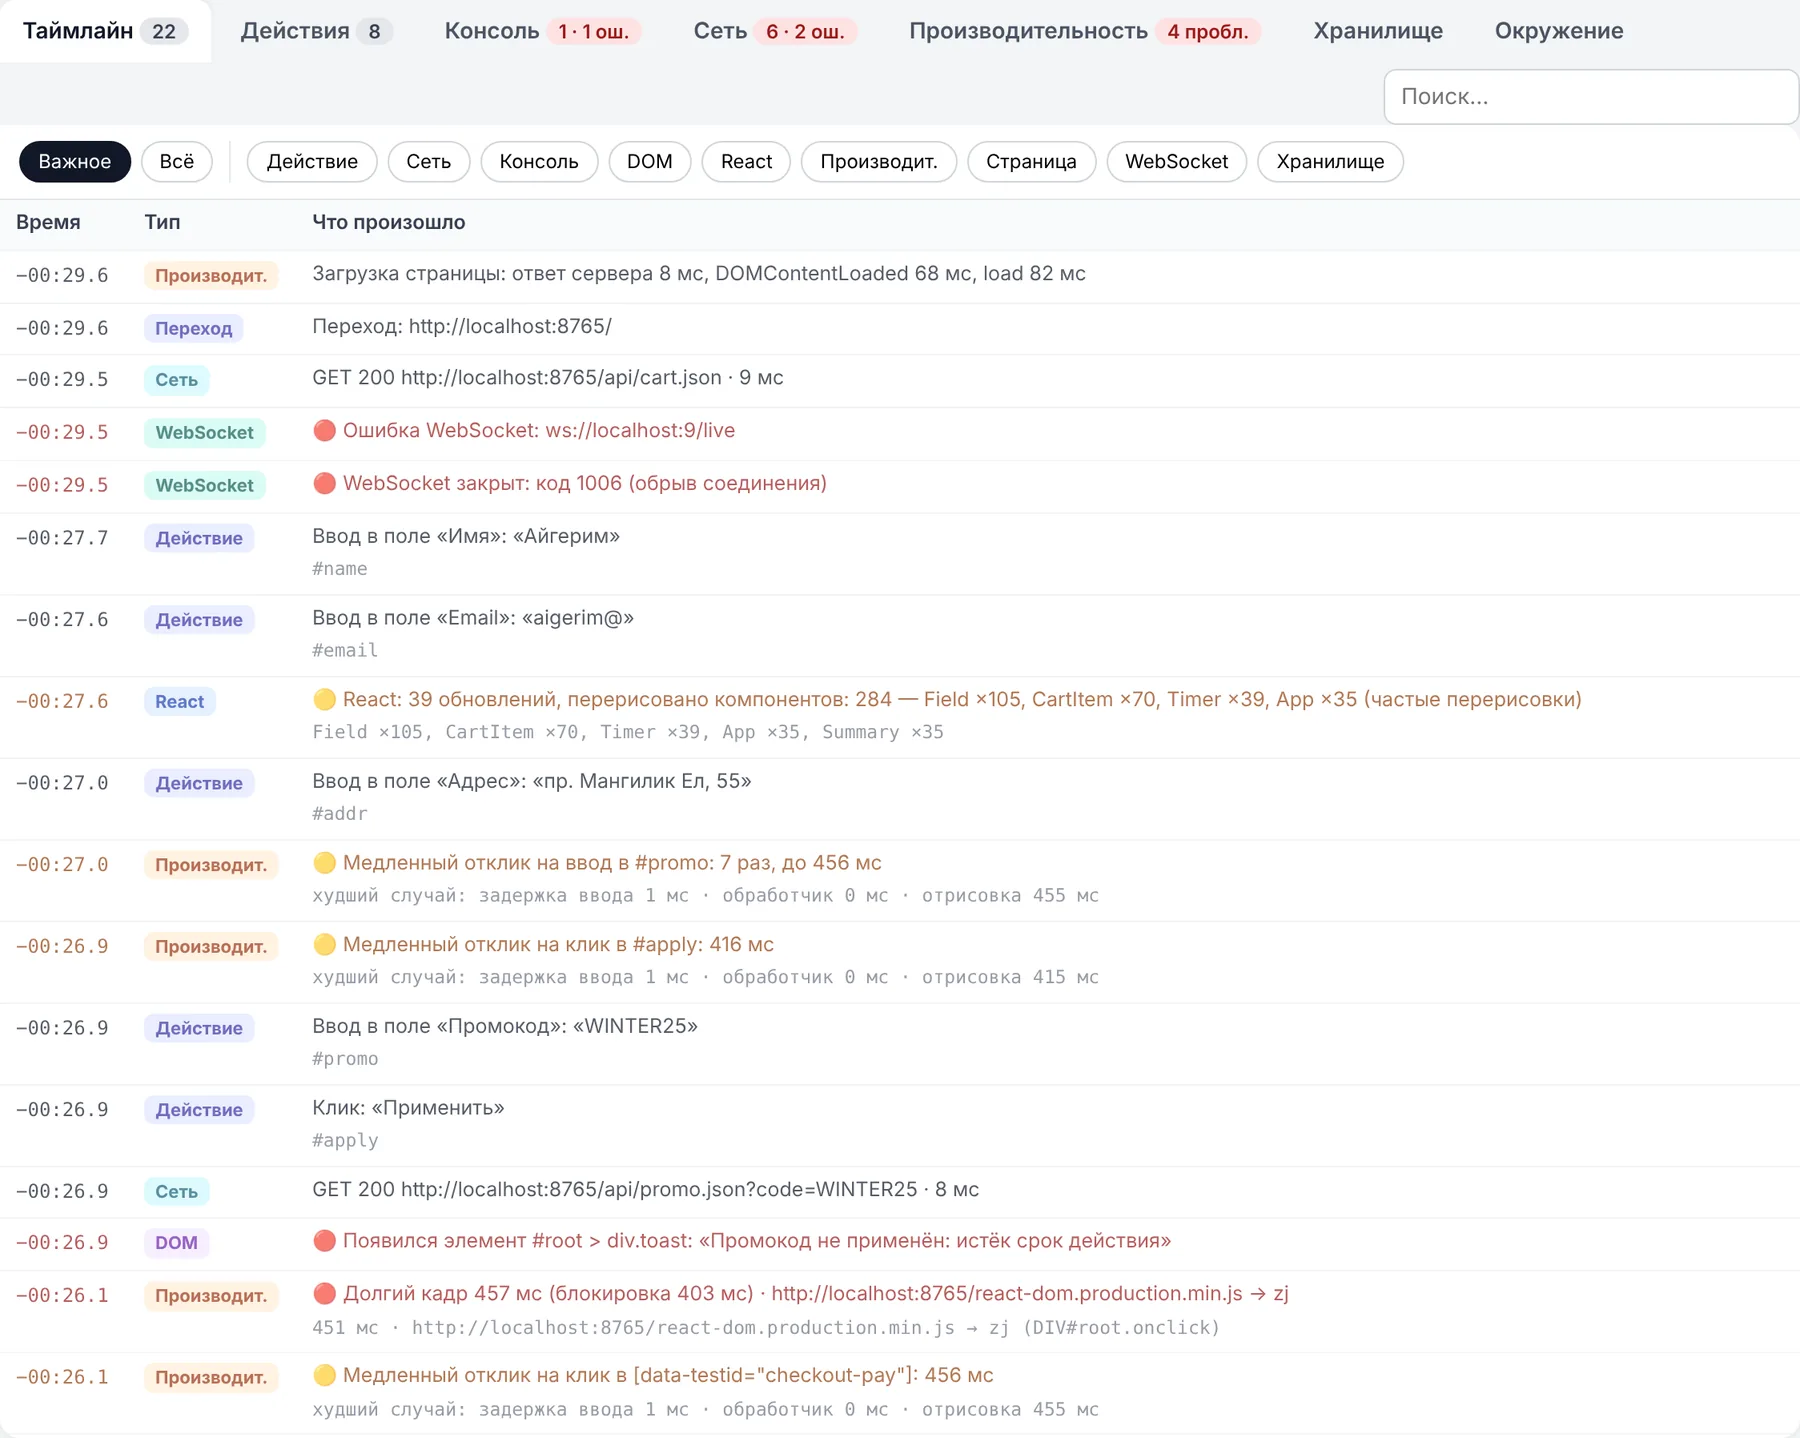 Таймлайн 22 Действия 8 Консоль 1 · 1 ош. Сеть 6 · 2 ош. Производительность 4 пробл. Хранилище Окружение
Поиск...
Важное Всё Действие Сеть Консоль DOM React Производит. Страница WebSocket Хранилище
Время Тип Что произошло
−00:29.6 Производит. Загрузка страницы: ответ сервера 8 мс, DOMContentLoaded 68 мс, load 82 мс
−00:29.6 Переход Переход: http://localhost:8765/
−00:29.5 Сеть GET 200 http://localhost:8765/api/cart.json · 9 мс
−00:29.5 WebSocket 🔴 Ошибка WebSocket: ws://localhost:9/live
−00:29.5 WebSocket 🔴 WebSocket закрыт: код 1006 (обрыв соединения)
−00:27.7 Действие Ввод в поле «Имя»: «Айгерим»
#name
−00:27.6 Действие Ввод в поле «Email»: «aigerim@»
#email
−00:27.6 React 🟡 React: 39 обновлений, перерисовано компонентов: 284 — Field ×105, CartItem ×70, Timer ×39, App ×35 (частые перерисовки)
Field ×105, CartItem ×70, Timer ×39, App ×35, Summary ×35
−00:27.0 Действие Ввод в поле «Адрес»: «пр. Мангилик Ел, 55»
#addr
−00:27.0 Производит. 🟡 Медленный отклик на ввод в #promo: 7 раз, до 456 мс
худший случай: задержка ввода 1 мс · обработчик 0 мс · отрисовка 455 мс
−00:26.9 Производит. 🟡 Медленный отклик на клик в #apply: 416 мс
худший случай: задержка ввода 1 мс · обработчик 0 мс · отрисовка 415 мс
−00:26.9 Действие Ввод в поле «Промокод»: «WINTER25»
#promo
−00:26.9 Действие Клик: «Применить»
#apply
−00:26.9 Сеть GET 200 http://localhost:8765/api/promo.json?code=WINTER25 · 8 мс
−00:26.9 DOM 🔴 Появился элемент #root > div.toast: «Промокод не применён: истёк срок действия»
−00:26.1 Производит. 🔴 Долгий кадр 457 мс (блокировка 403 мс) · http://localhost:8765/react-dom.production.min.js → zj
451 мс · http://localhost:8765/react-dom.production.min.js → zj (DIV#root.onclick)
−00:26.1 Производит. 🟡 Медленный отклик на клик в [data-testid="checkout-pay"]: 456 мс
худший случай: задержка ввода 1 мс · обработчик 0 мс · отрисовка 455 мс